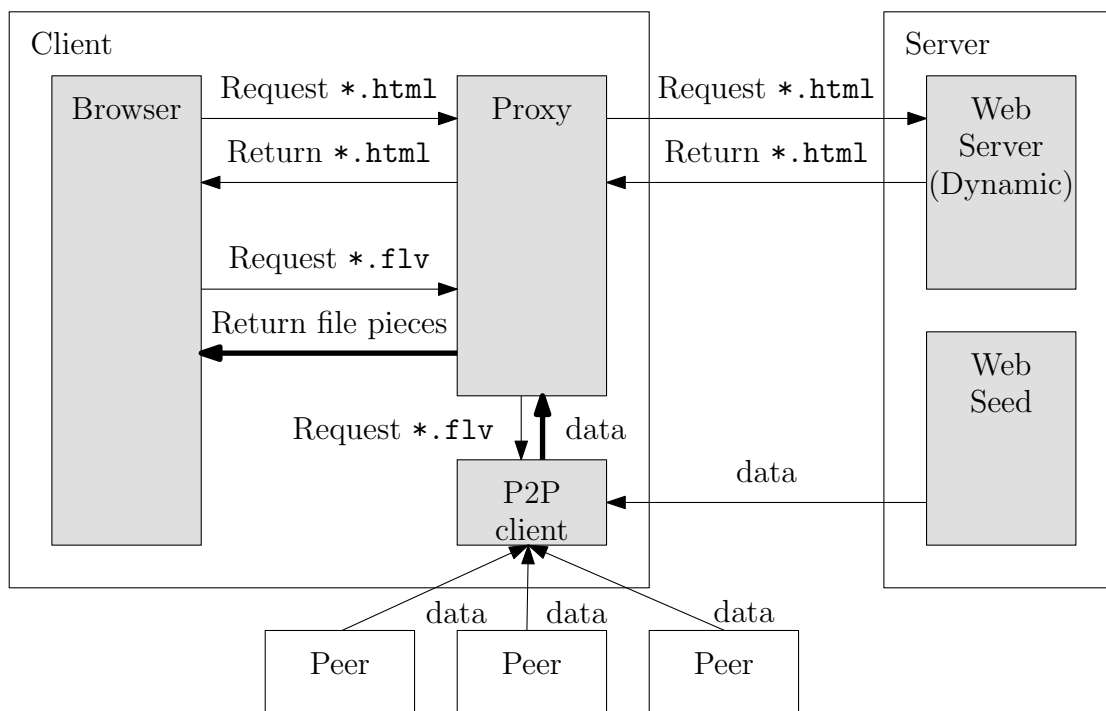 Client
Server
Browser
Request *.html
Proxy
Request *.html
Web
Server
(Dynamic)
Return *.html
Return *.html
Request *.flv
Return file pieces
Web
Seed
Request *.flv
data
data
P2P
client
data
data
data
Peer
Peer
Peer